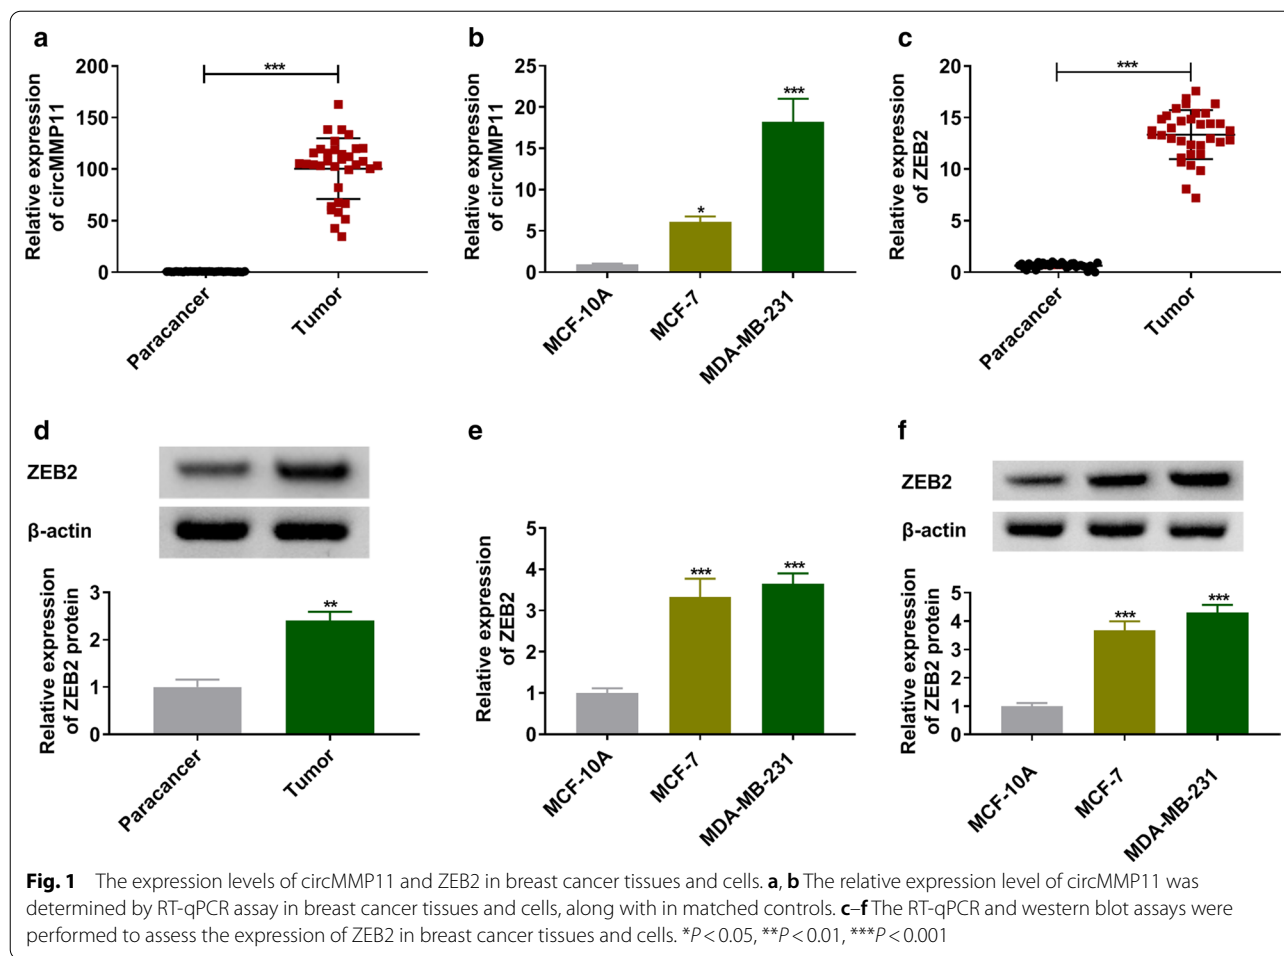 a
Relative expression
of circMMP11
200
150
100
50
0
***
Paracancer
Tumor
b
Relative expression
of circMMP11
25
20
15
10
5
0
*
***
MCF-10A
MCF-7
MDA-MB-231
c
Relative expression
of ZEB2
20
15
10
5
0
***
Paracancer
Tumor
d
ZEB2
β-actin
Relative expression
of ZEB2 protein
3
2
1
0
**
Paracancer
Tumor
e
Relative expression
of ZEB2
5
4
3
2
1
0
***
***
MCF-10A
MCF-7
MDA-MB-231
f
ZEB2
β-actin
Relative expression
of ZEB2 protein
5
4
3
2
1
0
***
***
MCF-10A
MCF-7
MDA-MB-231
Fig. 1 The expression levels of circMMP11 and ZEB2 in breast cancer tissues and cells. a, b The relative expression level of circMMP11 was
determined by RT-qPCR assay in breast cancer tissues and cells, along with in matched controls. c–f The RT-qPCR and western blot assays were
performed to assess the expression of ZEB2 in breast cancer tissues and cells. *P < 0.05, **P < 0.01, ***P < 0.001